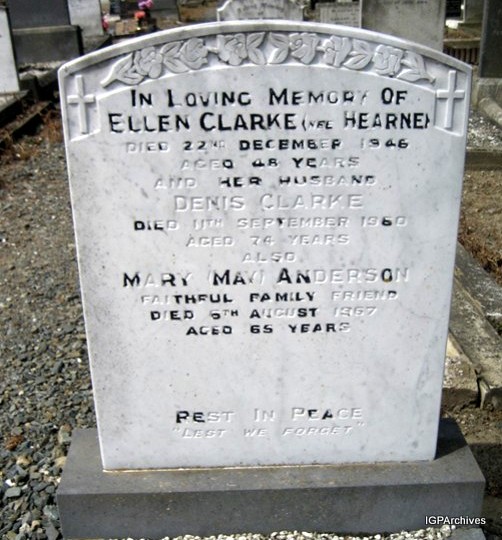 In Loving Memory Of
Ellen Clarke (nee Hearne)
Died 22nd December 1946
Aged 48 Years
And Her Husband
Denis Clarke
Died 11th September 1960
Aged 74 Years
Also
Mary (May) Anderson
Faithful Family Friend
Died 6th August 1967
Aged 65 Years
Rest In Peace
"Lest We Forget"
IGPArchives